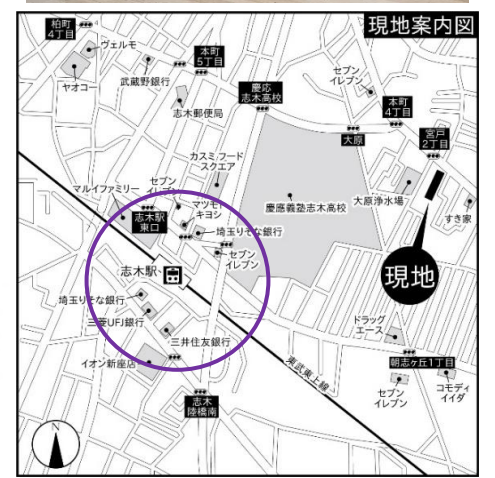 現地案内図
柏町
4丁目
ヴェルモ
ヤオコー
武蔵野銀行
本町
5丁目
志木郵便局
慶応
志木高校
セブン
イレブン
本町
4丁目
大原
宮戸
2丁目
カスミフード
スクエア
マルイファミリー
セブン
イレブン
マツモト
キヨシ
志木駅
東口
埼玉りそな銀行
セブン
イレブン
慶應義塾志木高校
大原浄水場
すき家
現地
志木駅
埼玉りそな銀行
三菱UFJ銀行
三井住友銀行
イオン新座店
東武東上線
志木
陸橋南
ドラッグ
エース
朝志ヶ丘1丁目
セブン
イレブン
コモディ
イイダ